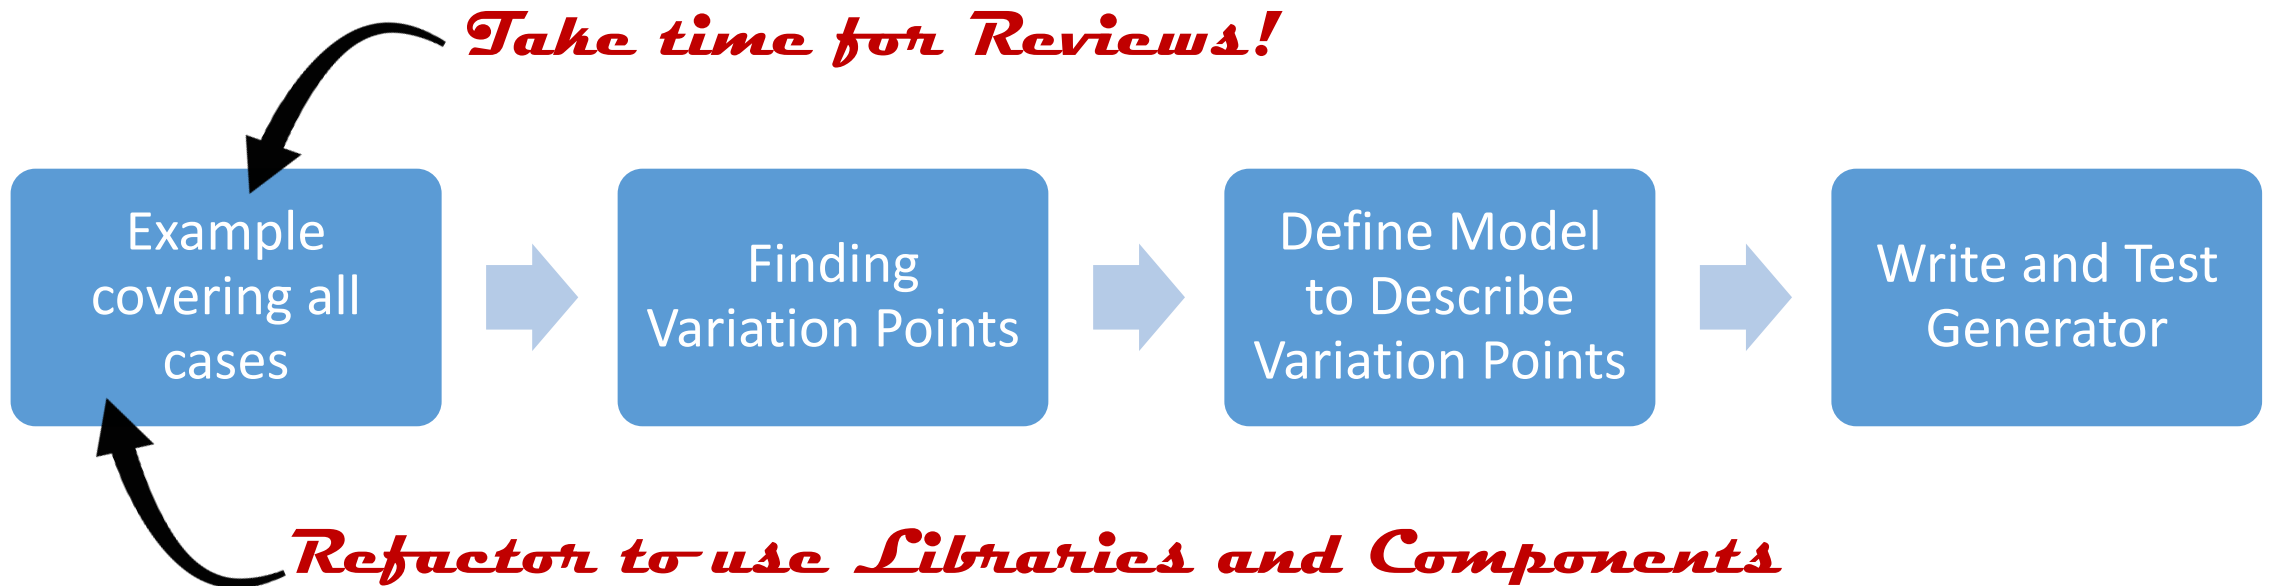 Take time for Reviews!
Example
covering all
cases
Finding
Variation Points
Define Model
to Describe
Variation Points
Write and Test
Generator
Refactor to use Libraries and Components